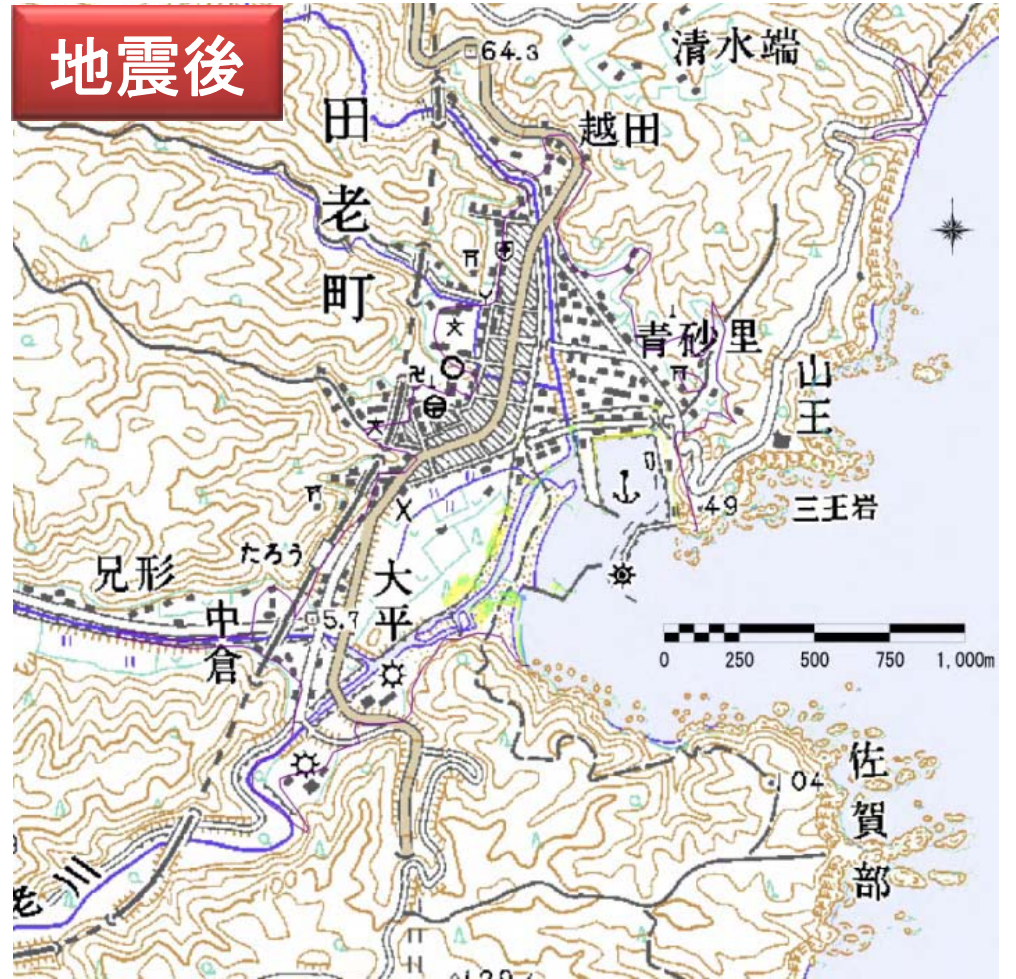 地震後
64.3
清水端
越田
田老町
青砂里
山王
49
三王岩
たろう
兄形
大平
中倉
5.7
0 250 500 750 1,000m
佐賀部
104
老川